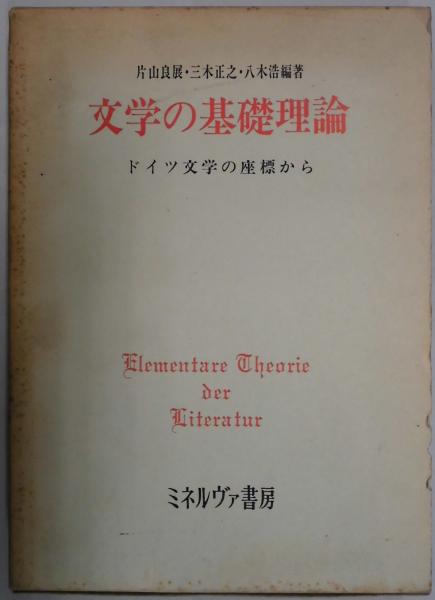 片山良展・三木正之・八木浩編著
文学の基礎理論
ドイツ文学の座標から
Elementare Theorie
der
Literatur
ミネルヴァ書房